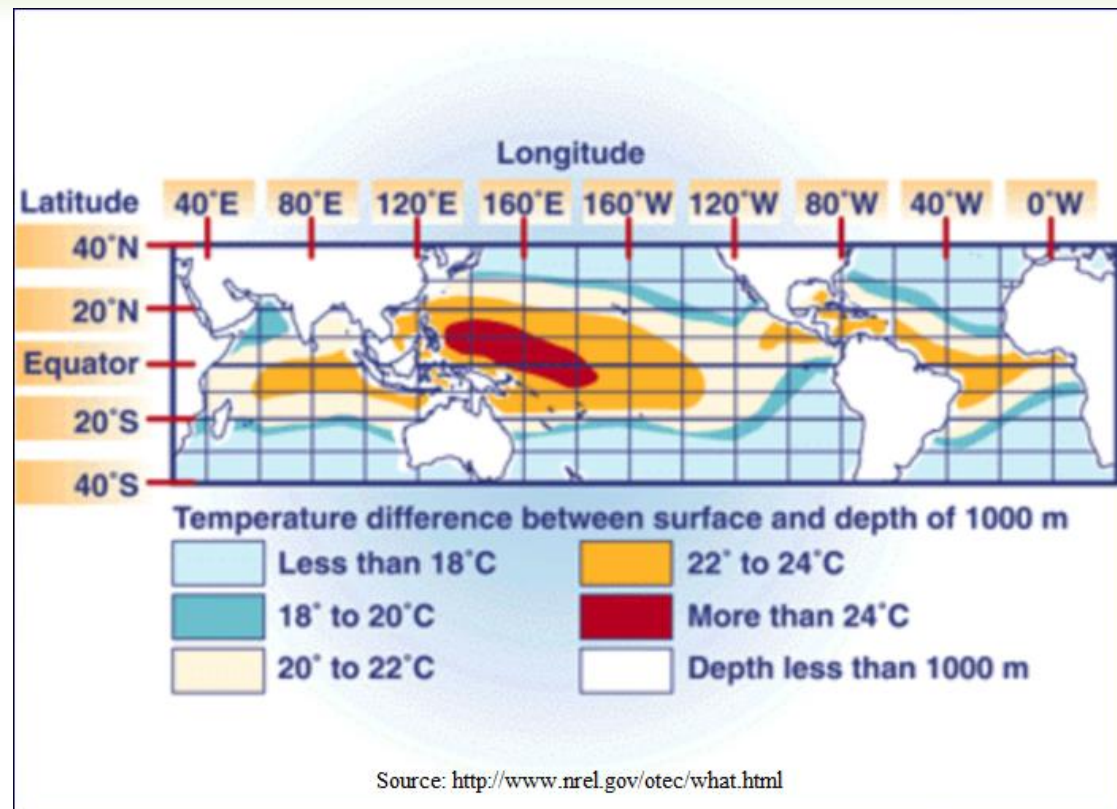 Longitude
Latitude 40°E 80°E 120°E 160°E 160°W 120°W 80°W 40°W 0°W
40°N
20°N
Equator
20°S
40°S
Temperature difference between surface and depth of 1000 m
Less than 18°C
18° to 20°C
20° to 22°C
22° to 24°C
More than 24°C
Depth less than 1000 m
Source: http://www.nrel.gov/otec/what.html